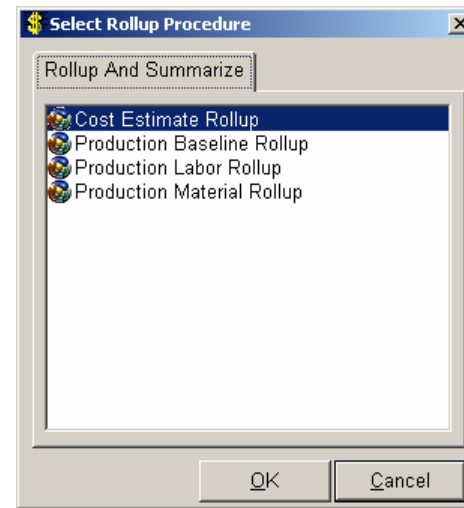 Select Rollup Procedure
Rollup And Summarize
Cost Estimate Rollup
Production Baseline Rollup
Production Labor Rollup
Production Material Rollup
OK Cancel